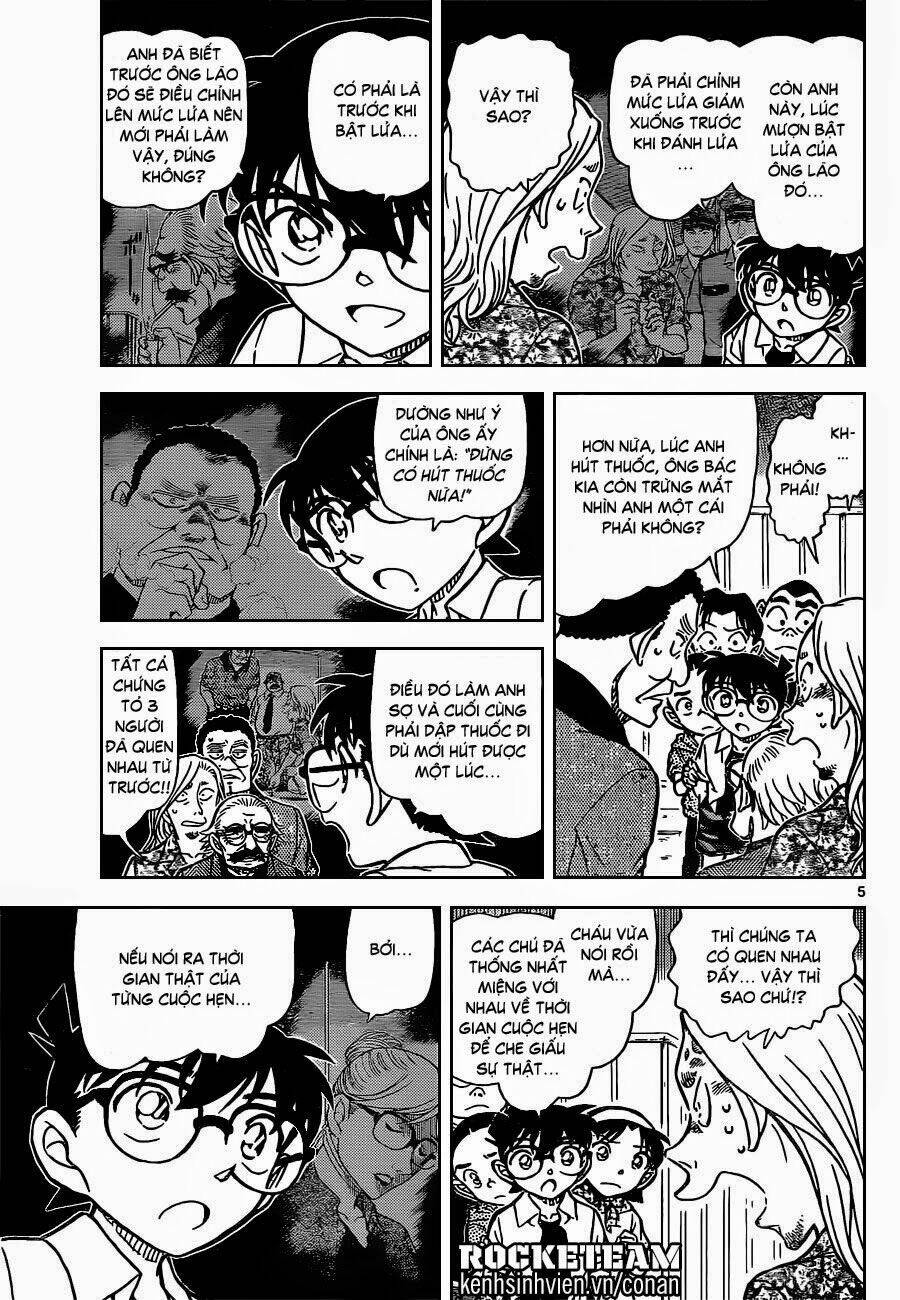 CÒN ANH
NÀY, LÚC
MƯỢN BẬT
LỬA CỦA
ÔNG LÃO
ĐÓ...
ĐÃ PHẢI CHỈNH
MỨC LỬA GIẢM
XUỐNG TRƯỚC
KHI ĐÁNH LỬA
...
VẬY THÌ
SAO?
CÓ PHẢI LÀ
TRƯỚC KHI
BẬT LỬA...
ANH ĐÃ BIẾT
TRƯỚC ÔNG LÃO
ĐÓ SẼ ĐIỀU CHỈNH
LÊN MỨC LỬA NÊN
MỚI PHẢI LÀM
VẬY, ĐÚNG
KHÔNG?
KH-
...
KHÔNG
PHẢI!
HƠN NỮA, LÚC ANH
HÚT THUỐC, ÔNG BÁC
KIA CÒN TRỪNG MẮT
NHÌN ANH MỘT CÁI
PHẢI KHÔNG?
DƯỜNG NHƯ Ý
CỦA ÔNG ẤY
CHÍNH LÀ: "ĐỪNG
CÓ HÚT THUỐC
NỮA!"
ĐIỀU ĐÓ LÀM ANH
SỢ VÀ CUỐI CÙNG
PHẢI DẬP THUỐC ĐI
DÙ MỚI HÚT ĐƯỢC
MỘT LÚC...
TẤT CẢ
CHỨNG
TỎ 3
NGƯỜI
ĐÃ QUEN
NHAU TỪ
TRƯỚC!!
5
THÌ CHÚNG TA
CÓ QUEN NHAU
ĐẤY... VẬY THÌ
SAO CHỨ!?
CHÁU VỪA
NÓI RỒI
MÀ...
CÁC CHÚ ĐÃ
THỐNG NHẤT
MIỆNG VỚI
NHAU VỀ THỜI
GIAN CUỘC HẸN
ĐỂ CHE GIẤU
SỰ THẬT...
BỞI...
NẾU NÓI RA THỜI
GIAN THẬT CỦA
TỪNG CUỘC HẸN...
ROCKETEAM
kenhsinhvien.vn/conan